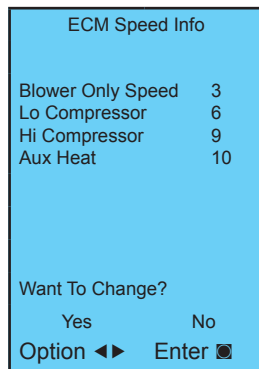 ECM Speed Info
Blower Only Speed 3
Lo Compressor 6
Hi Compressor 9
Aux Heat 10
Want To Change?
Yes No
Option ◄► Enter ◙